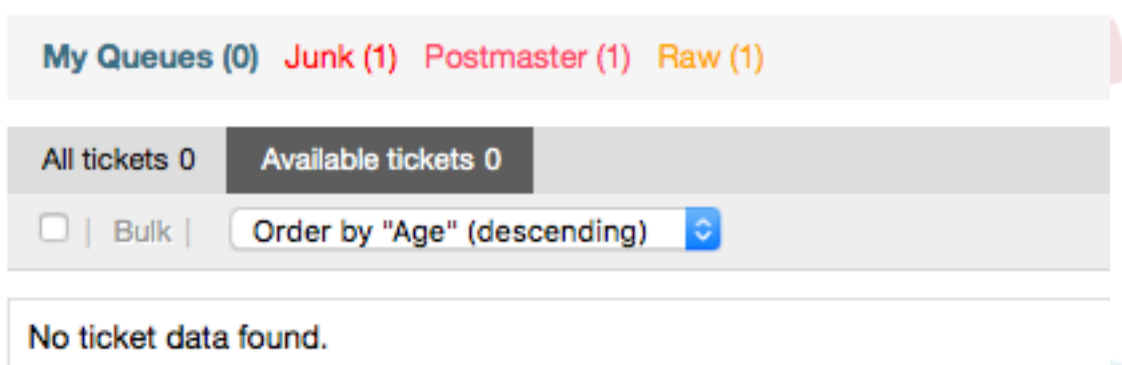 My Queues (0) Junk (1) Postmaster (1) Raw (1)
All tickets 0 Available tickets 0
| Bulk | Order by "Age" (descending)
No ticket data found.